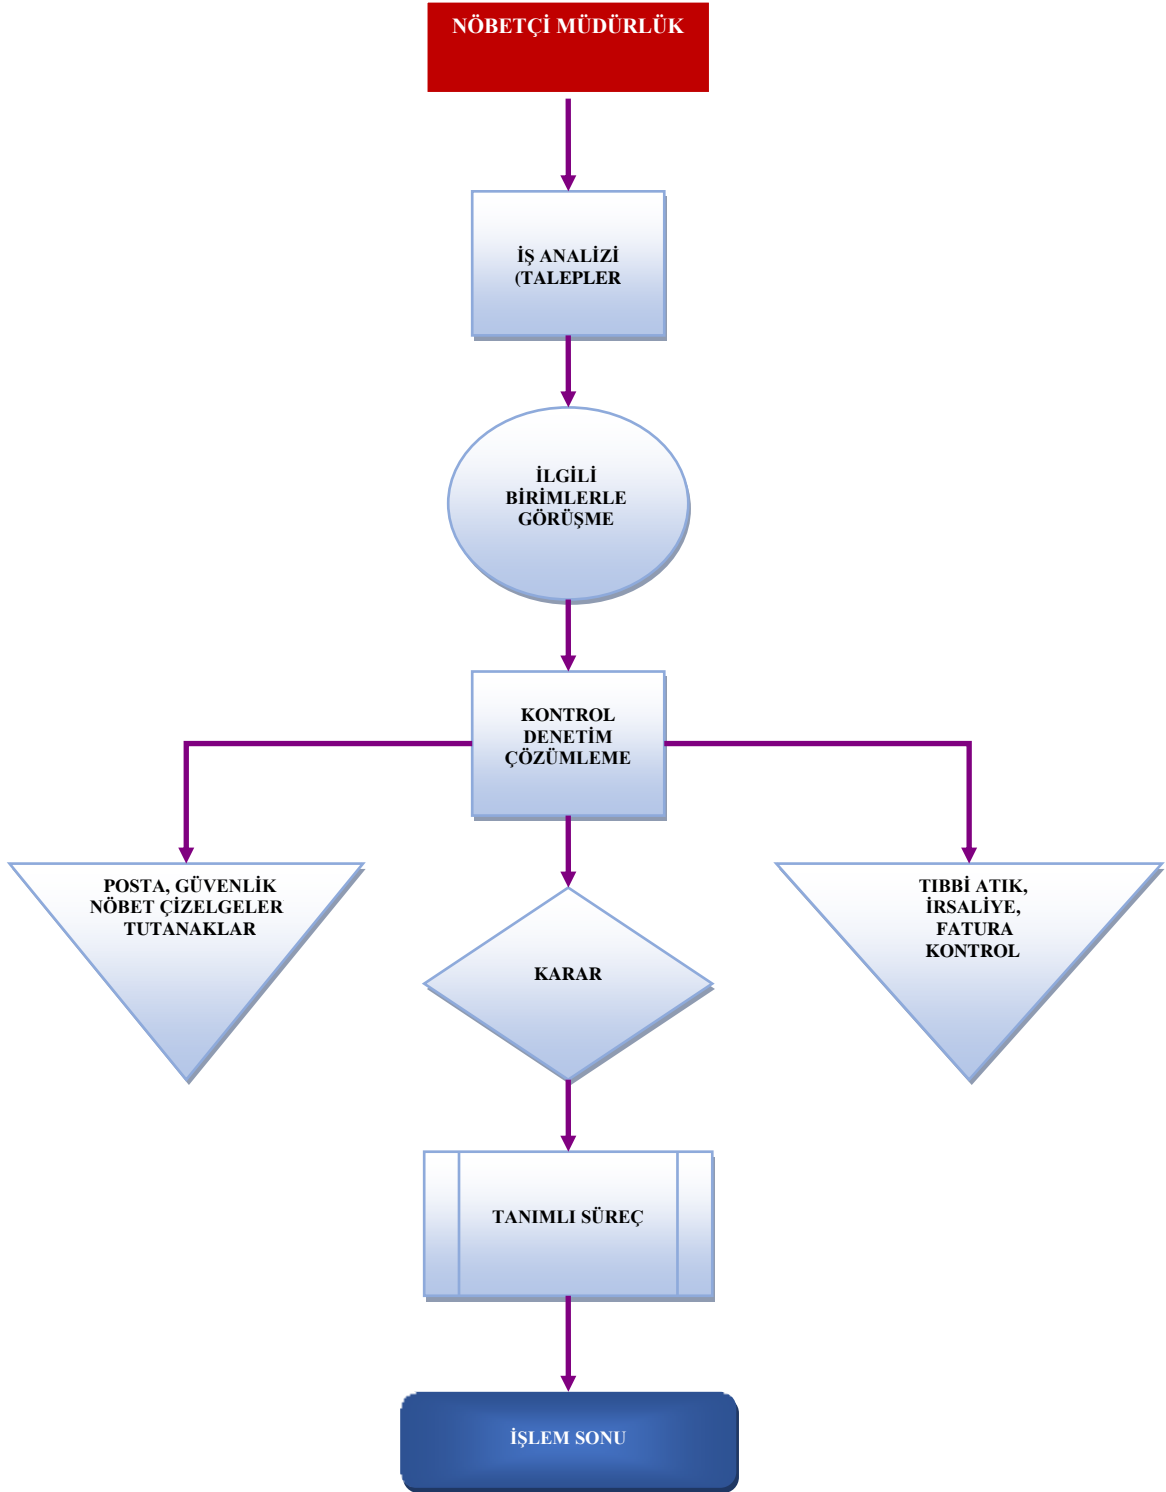 NÖBETÇİ MÜDÜRLÜK
İŞ ANALİZİ
(TALEPLER
İLGİLİ
BİRİMLERLE
GÖRÜŞME
KONTROL
DENETİM
ÇÖZÜMLEME
POSTA, GÜVENLİK
NÖBET ÇİZELGELER
TUTANAKLAR
KARAR
TIBBİ ATIK,
İRSALİYE,
FATURA
KONTROL
TANIMLI SÜREÇ
İŞLEM SONU